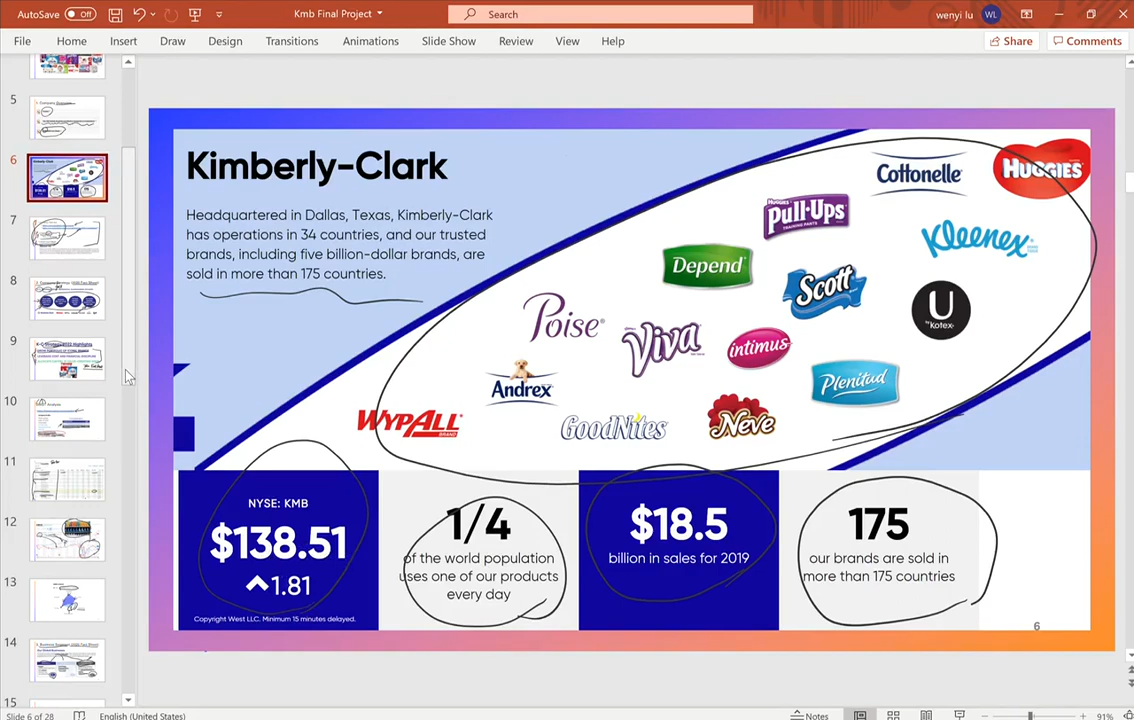 AutoSave Off
Kmb Final Project
Search
wenyi lu
WL
File Home Insert Draw Design Transitions Animations Slide Show Review View Help
Share
Comments
5
6
7
8
9
10
11
12
13
14
15
Kimberly-Clark
Headquartered in Dallas, Texas, Kimberly-Clark
has operations in 34 countries, and our trusted
brands, including five billion-dollar brands, are
sold in more than 175 countries.
Cottonelle
HUGGIES
HUGGIES
Pull-Ups
TRAINING PANTS
Kleenex
Depend
Scott
U
by Kotex
Poise
Viva
intimus
Andrex
Plenitud
WYPALL
BRAND
GoodNites
Neve
NYSE: KMB
$138.51
1.81
Copyright West LLC. Minimum 15 minutes delayed.
1/4
of the world population
uses one of our products
every day
$18.5
billion in sales for 2019
175
our brands are sold in
more than 175 countries
6
Slide 6 of 28
English (United States)
Notes
91%